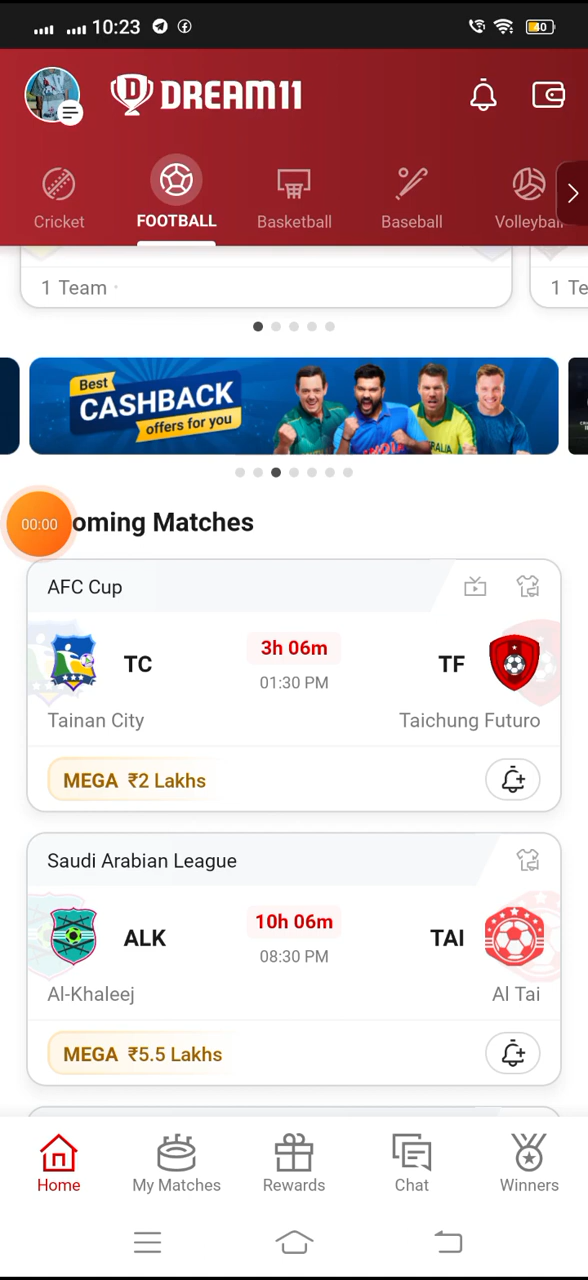 10:23
40
DREAM11
Cricket
FOOTBALL
Basketball
Baseball
Volleyball
1 Team
1 Te
Best
CASHBACK
offers for you
INDIA
00:00
oming Matches
AFC Cup
TC
3h 06m
TF
01:30 PM
Tainan City
Taichung Futuro
MEGA ₹2 Lakhs
Saudi Arabian League
ALK
10h 06m
TAI
08:30 PM
Al-Khaleej
Al Tai
MEGA ₹5.5 Lakhs
Home
My Matches
Rewards
Chat
Winners